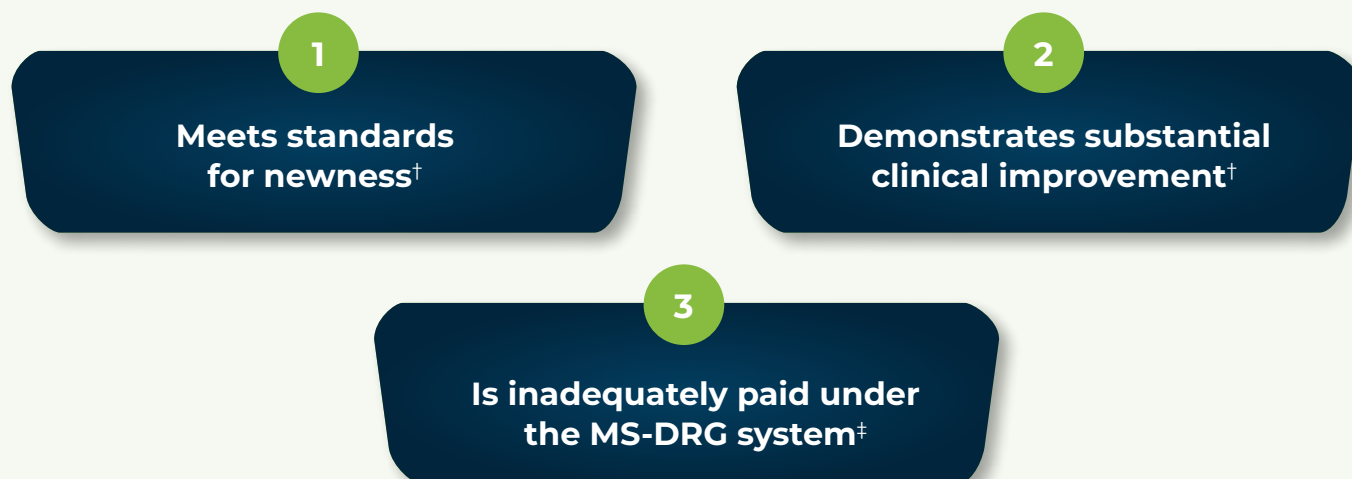 1
Meets standards
for newness†
2
Demonstrates substantial
clinical improvement†
3
Is inadequately paid under
the MS-DRG system‡